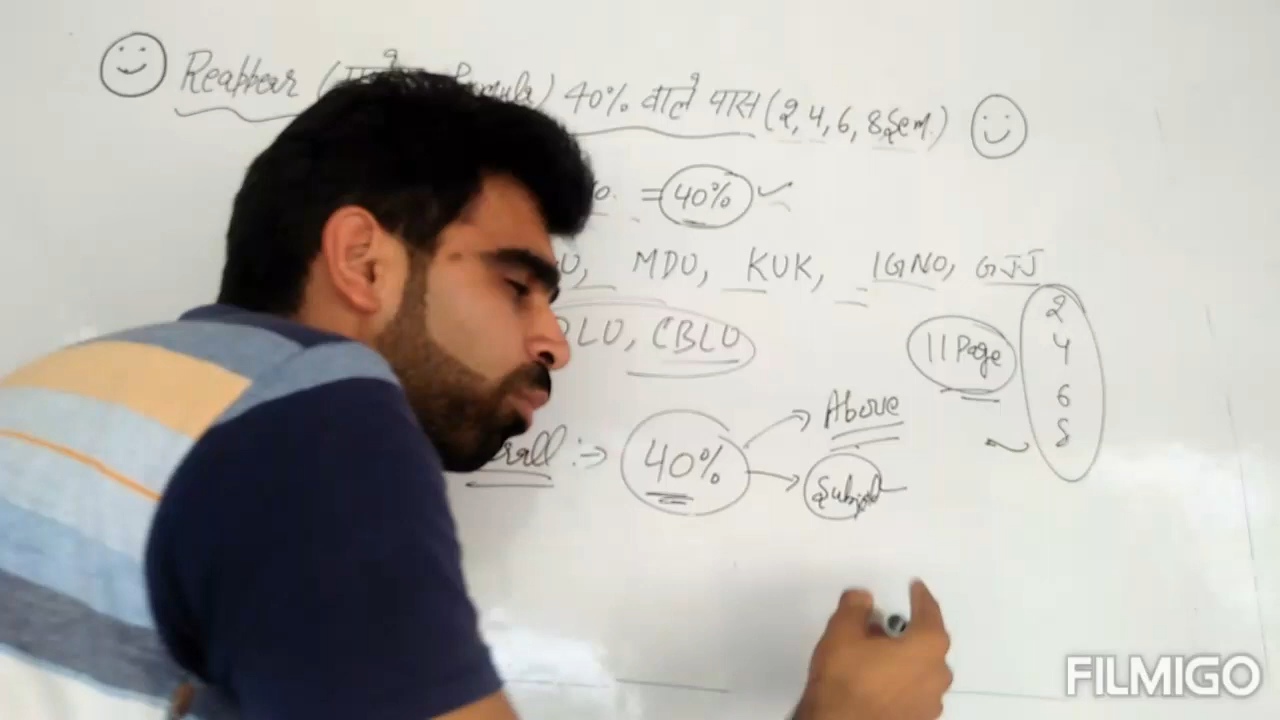 Reappear ( 40% वाले पास (2, 4, 6, 8 Sem.)
= 40%
MDU, KUK, IGNO, GJJ
CBLU
11 Page
2
4
6
8
40%
Above
Subject
FILMIGO